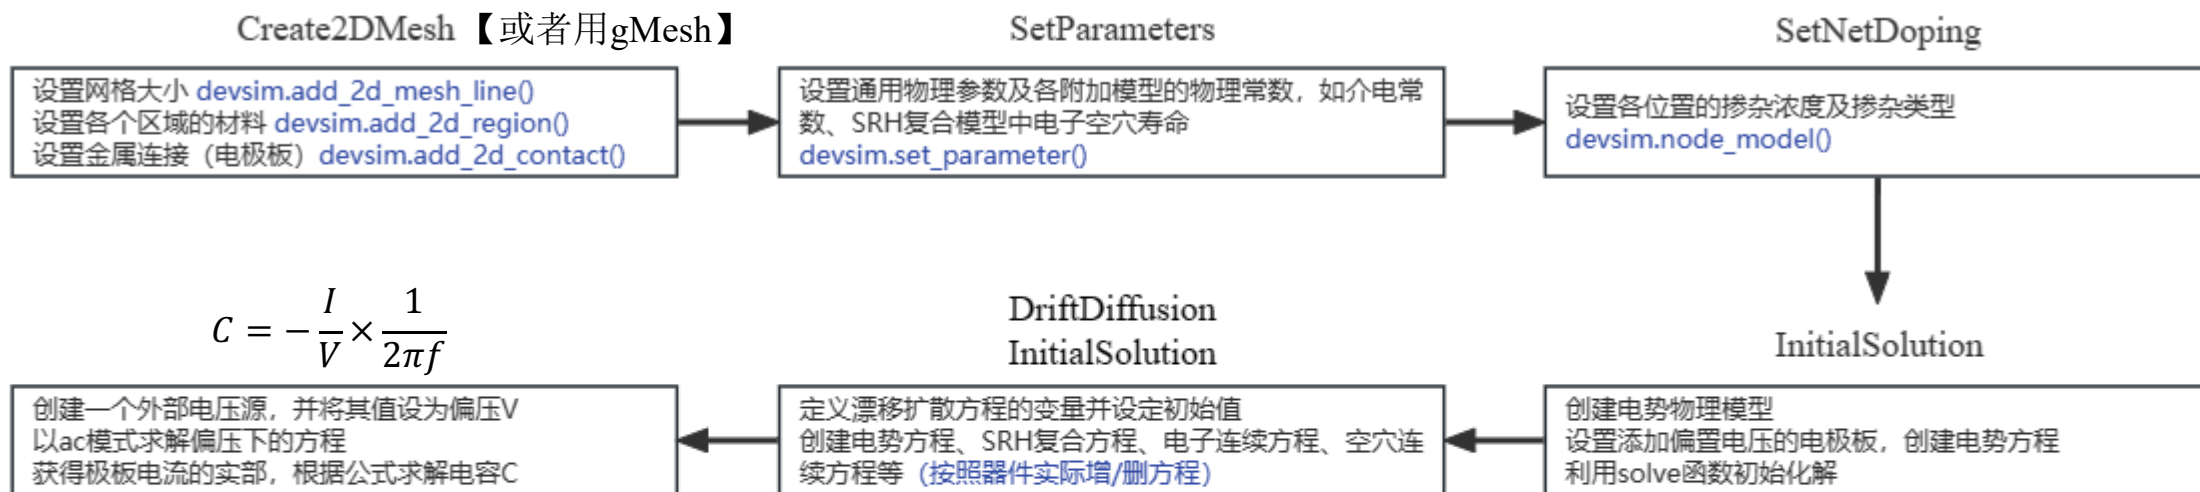 Create2DMesh【或者用gMesh】
设置网格大小 devsim.add_2d_mesh_line()
设置各个区域的材料 devsim.add_2d_region()
设置金属连接（电极板）devsim.add_2d_contact()
SetParameters
设置通用物理参数及各附加模型的物理常数，如介电常
数、SRH复合模型中电子空穴寿命
devsim.set_parameter()
SetNetDoping
设置各位置的掺杂浓度及掺杂类型
devsim.node_model()
InitialSolution
创建电势物理模型
设置添加偏置电压的电极板，创建电势方程
利用solve函数初始化解
DriftDiffusion
InitialSolution
定义漂移扩散方程的变量并设定初始值
创建电势方程、SRH复合方程、电子连续方程、空穴连
续方程等（按照器件实际增/删方程）
C = −I/V × 1/2πf
创建一个外部电压源，并将其值设为偏压V
以ac模式求解偏压下的方程
获得极板电流的实部，根据公式求解电容C